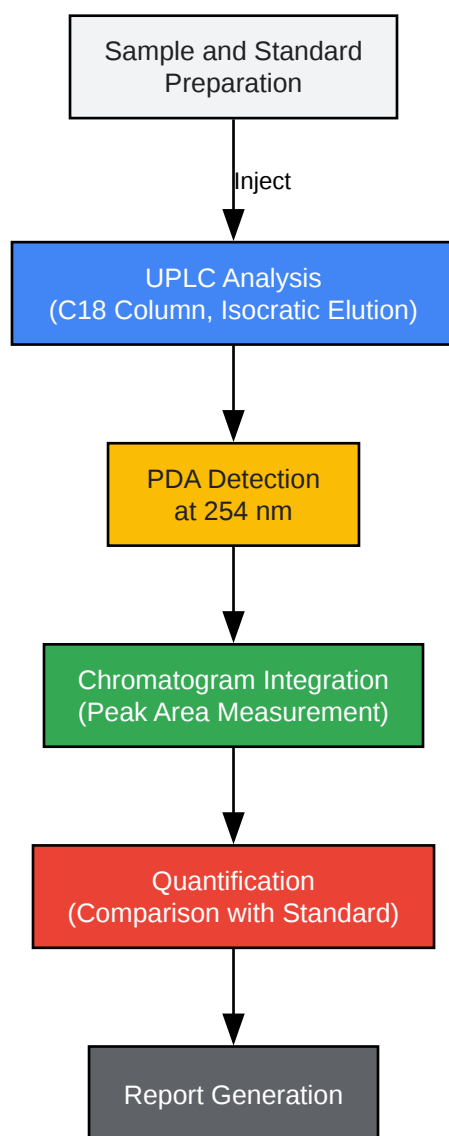 Sample and Standard
Preparation
Inject
UPLC Analysis
(C18 Column, Isocratic Elution)
PDA Detection
at 254 nm
Chromatogram Integration
(Peak Area Measurement)
Quantification
(Comparison with Standard)
Report Generation